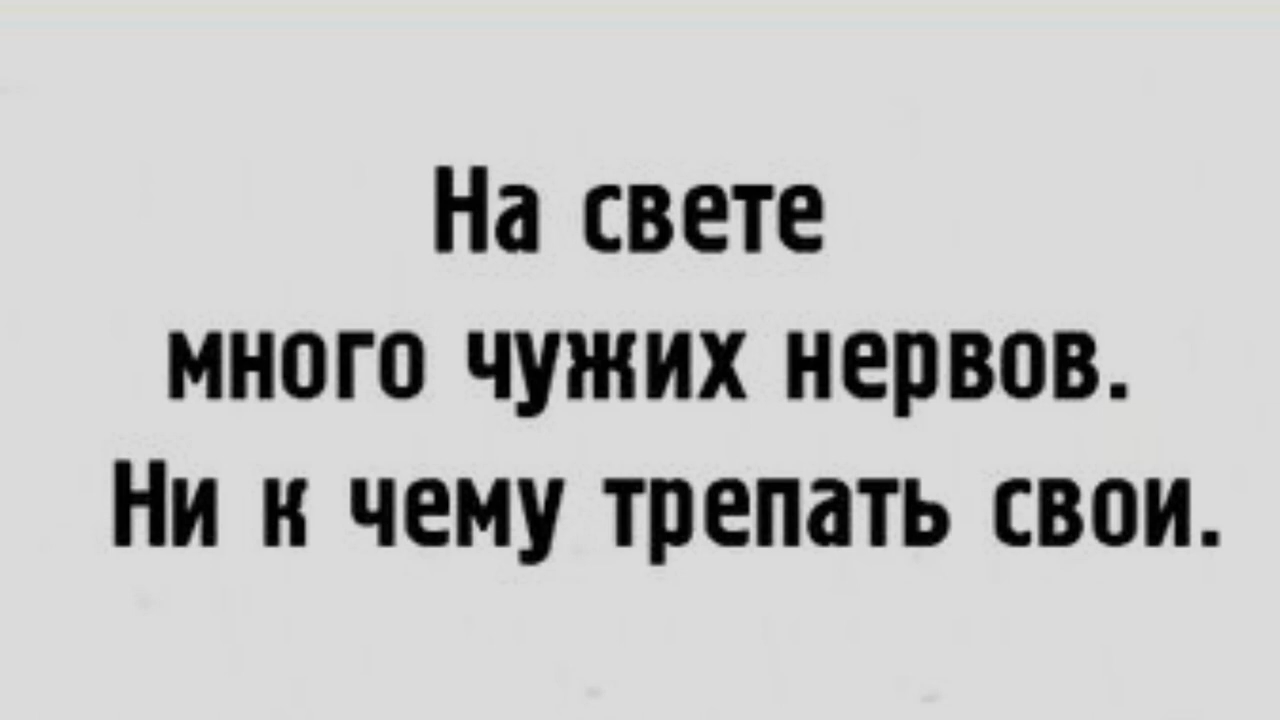 На свете
много чужих нервов.
Ни к чему трепать свои.